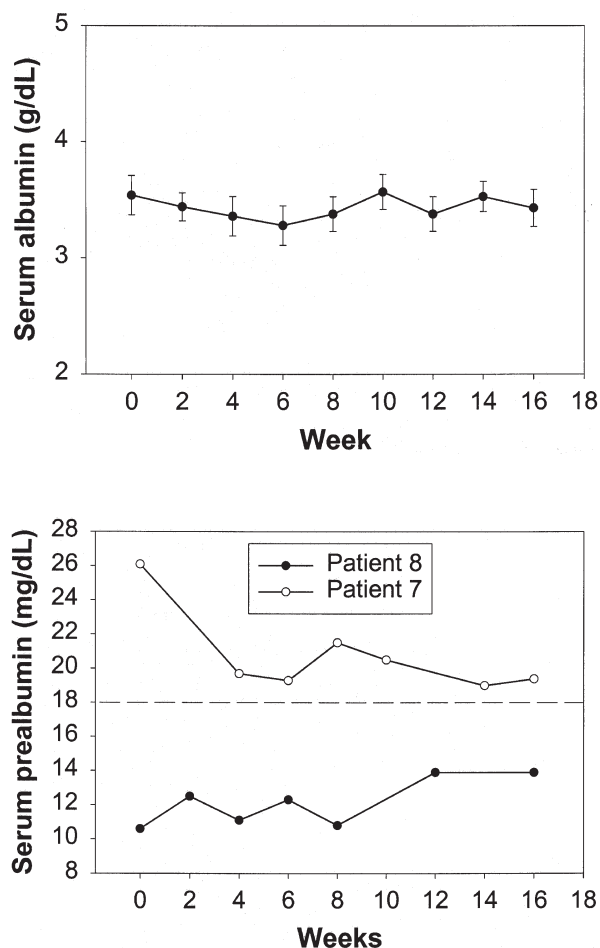 5
4
3
2
Serum albumin (g/dL)
0 2 4 6 8 10 12 14 16 18
Week
28
26
24
22
20
18
16
14
12
10
8
Serum prealbumin (mg/dL)
Patient 8
Patient 7
0 2 4 6 8 10 12 14 16 18
Weeks